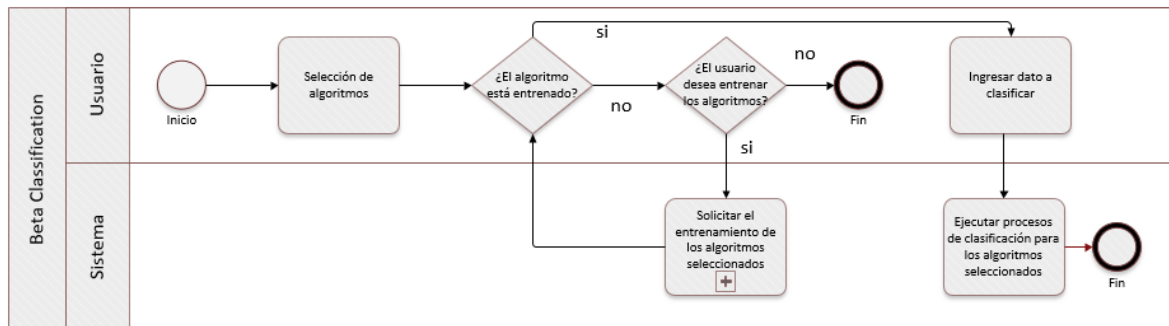 Beta Classification
Usuario
Inicio
Selección de
algoritmos
¿El algoritmo
está entrenado?
si
no
¿El usuario
desea entrenar
los algoritmos?
no
si
Fin
Ingresar dato a
clasificar
Sistema
Solicitar el
entrenamiento de
los algoritmos
seleccionados
Ejecutar procesos
de clasificación para
los algoritmos
seleccionados
Fin